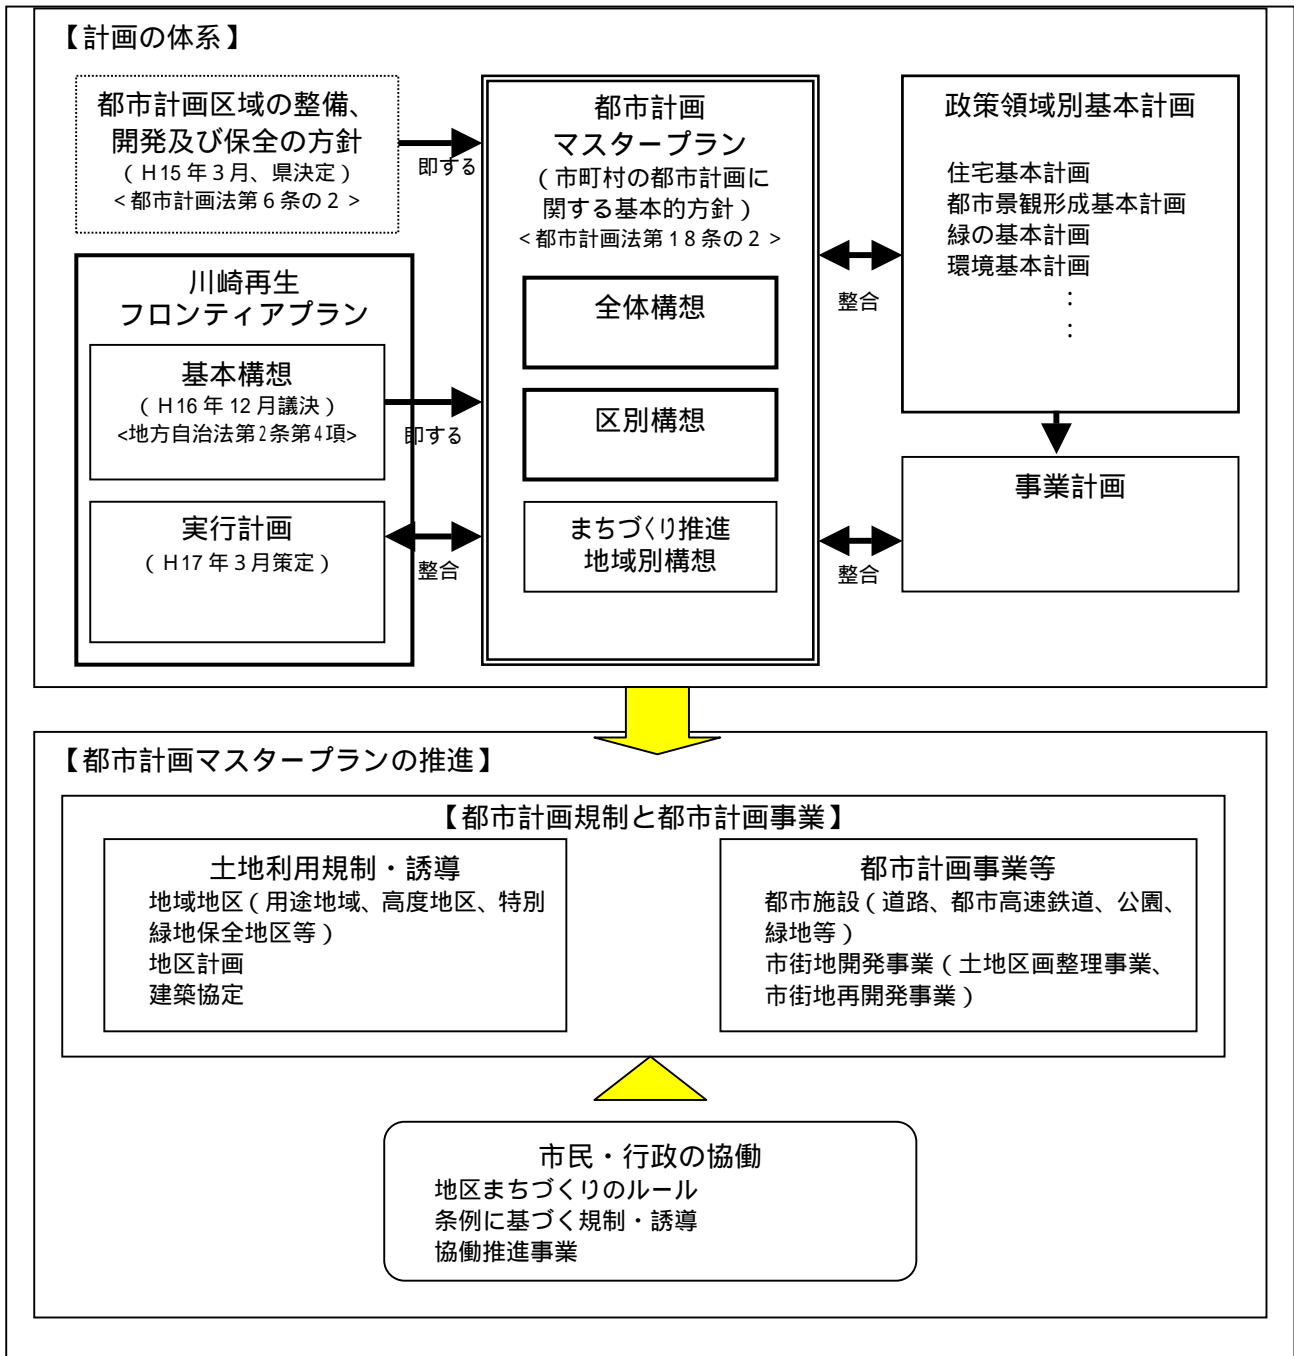 【計画の体系】
都市計画区域の整備、
開発及び保全の方針
（H15年3月、県決定）
<都市計画法第6条の2>
即する
川崎再生
フロンティアプラン
基本構想
（H16年12月議決）
<地方自治法第2条第4項>
即する
実行計画
（H17年3月策定）
整合
都市計画
マスタープラン
（市町村の都市計画に
関する基本的方針）
<都市計画法第18条の2>
全体構想
区別構想
まちづくり推進
地域別構想
整合
整合
政策領域別基本計画
住宅基本計画
都市景観形成基本計画
緑の基本計画
環境基本計画
：
：
事業計画
【都市計画マスタープランの推進】
【都市計画規制と都市計画事業】
土地利用規制・誘導
地域地区（用途地域、高度地区、特別
緑地保全地区等）
地区計画
建築協定
都市計画事業等
都市施設（道路、都市高速鉄道、公園、
緑地等）
市街地開発事業（土地区画整理事業、
市街地再開発事業）
市民・行政の協働
地区まちづくりのルール
条例に基づく規制・誘導
協働推進事業